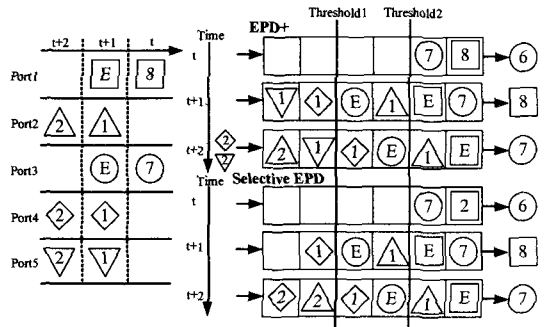 Threshold1 Threshold2
t+2 t+1 t Time EPD+
t 7 8 6
Port1 E 8
t+1 1 1 E 1 E 7 8
Port2 2 1
2 t+2 2 1 1 E 1 E 7
2
Port3 E 7
Time Selective EPD
t 7 2 6
Port4 2 1
t+1 1 E 1 E 7 8
Port5 2 1
t+2 2 2 1 E 1 E 7